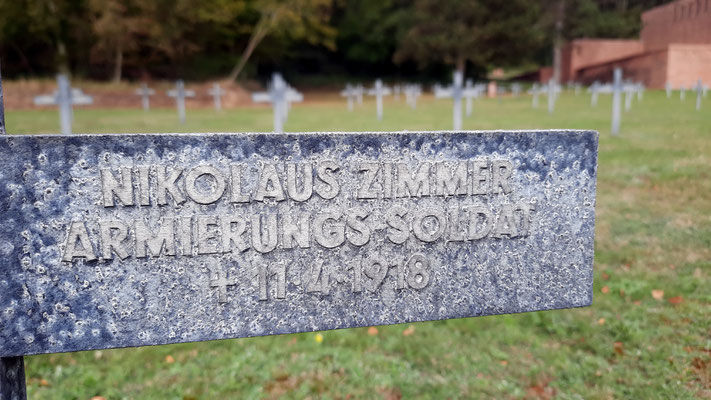 NIKOLAUS ZIMMER
ARMIERUNGS-SOLDAT
† 11·4·1918